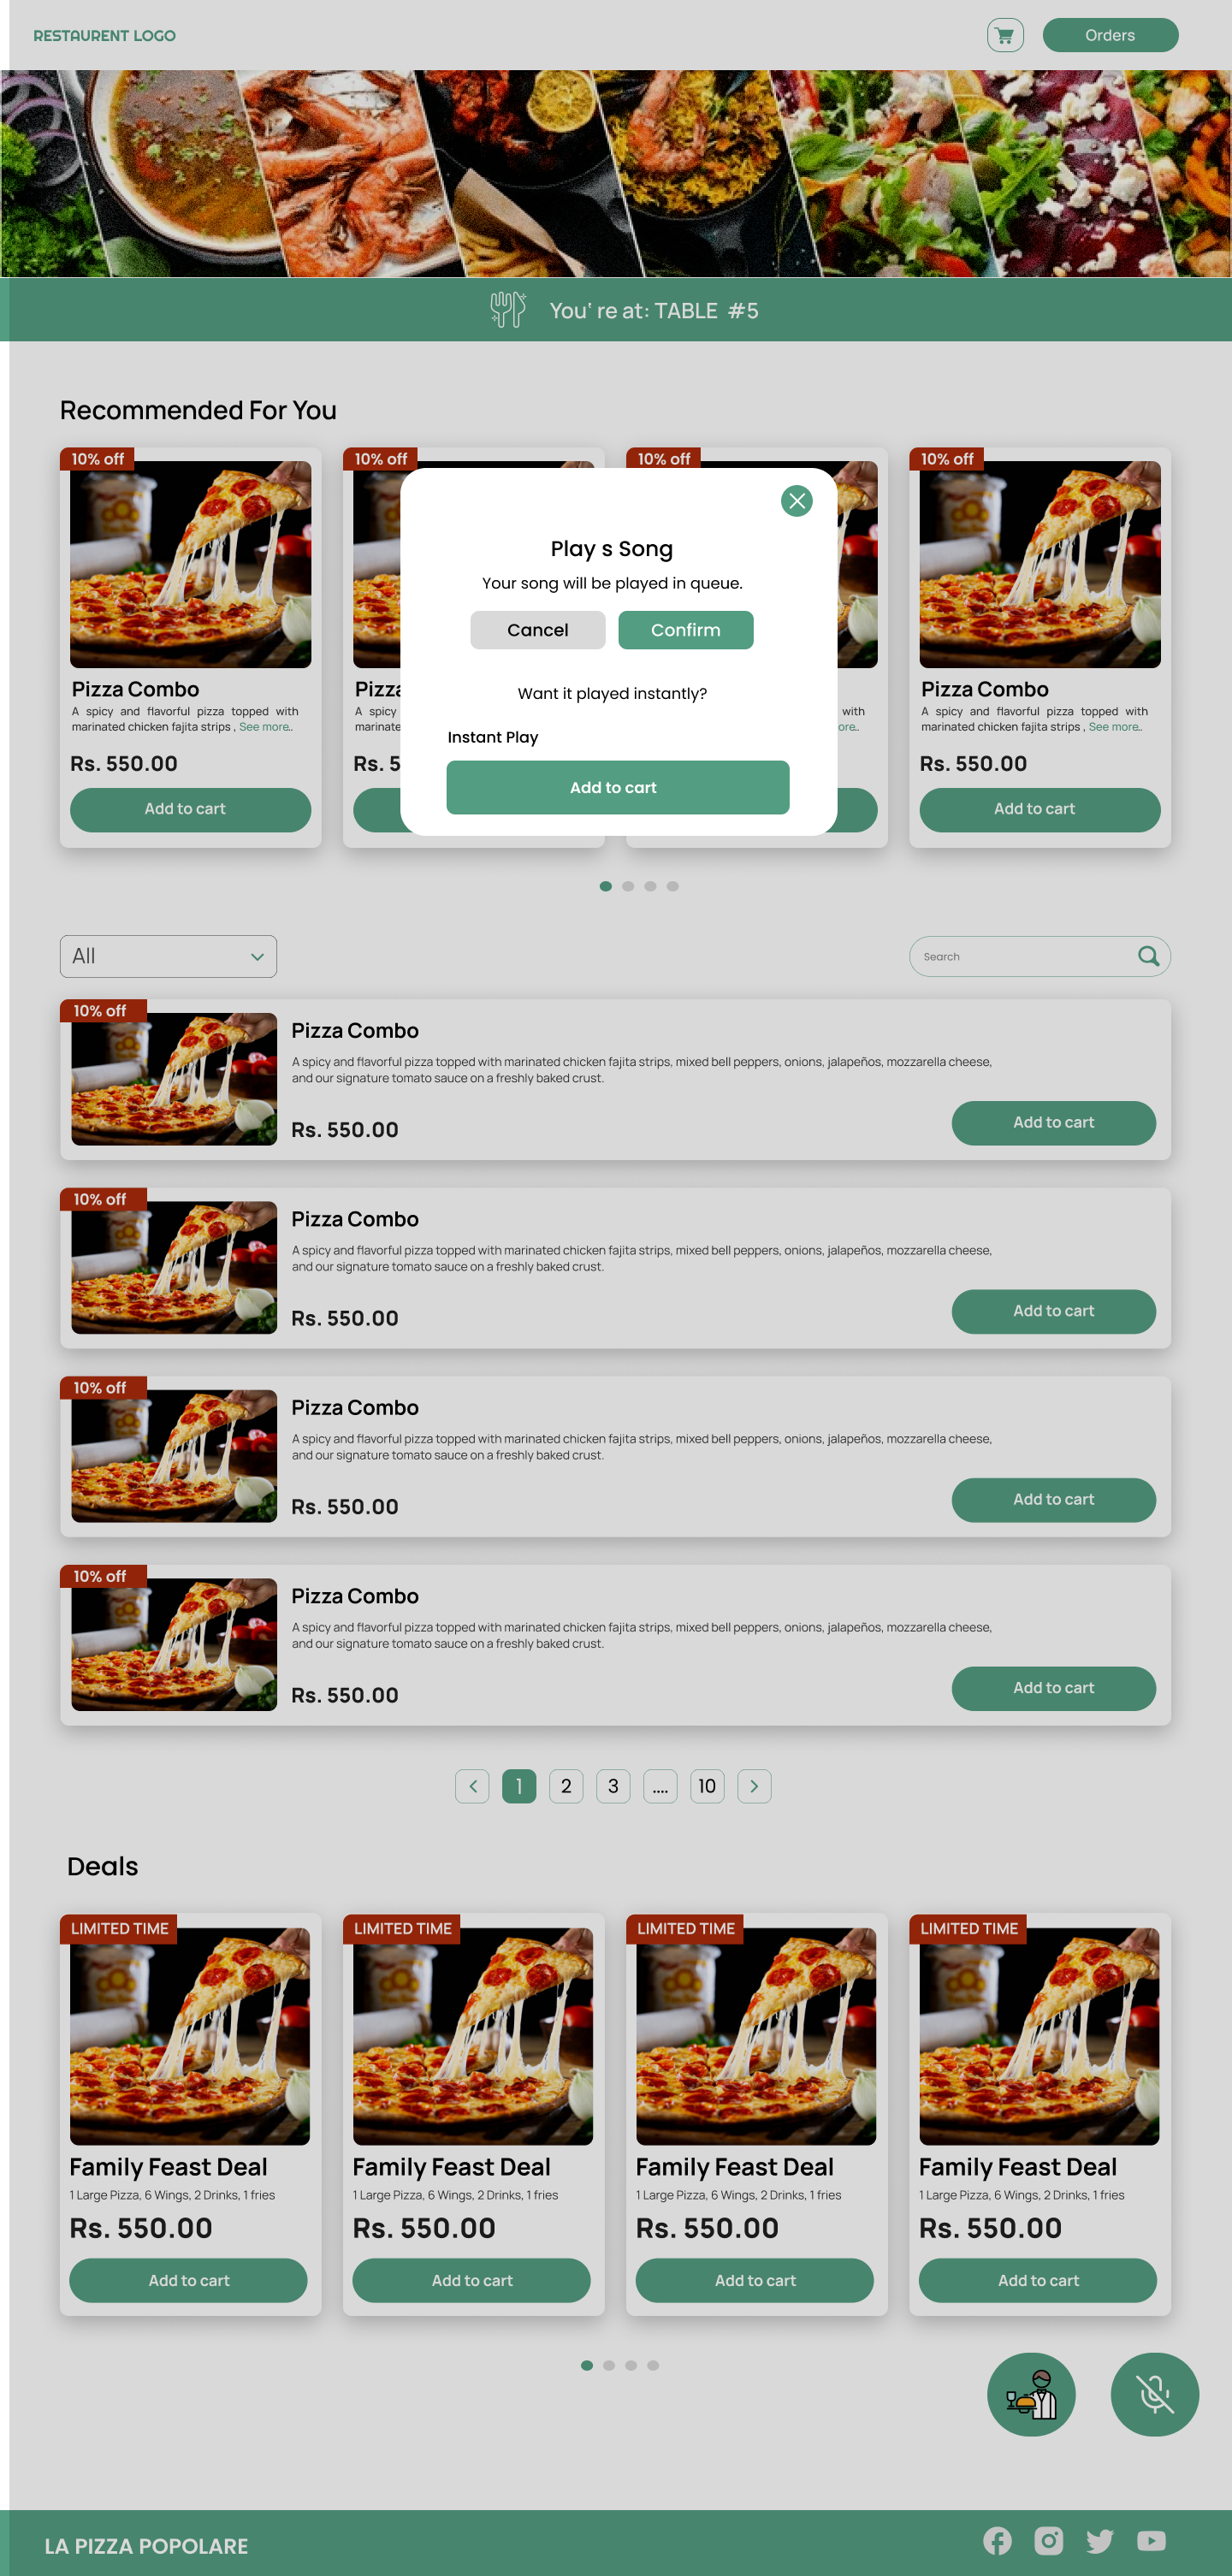 RESTAURENT LOGO
Orders
You' re at: TABLE #5
Recommended For You
10% off
10% off
10% off
10% off
Play s Song
Your song will be played in queue.
Cancel
Confirm
Want it played instantly?
Instant Play
Add to cart
Pizza Combo
A spicy and flavorful pizza topped with
marinated chicken fajita strips , See more..
Rs. 550.00
Add to cart
Pizza Combo
A spicy and flavorful pizza topped with
marinated chicken fajita strips , See more..
Rs. 550.00
Add to cart
All
Search
10% off
Pizza Combo
A spicy and flavorful pizza topped with marinated chicken fajita strips, mixed bell peppers, onions, jalapeños, mozzarella cheese,
and our signature tomato sauce on a freshly baked crust.
Rs. 550.00
Add to cart
10% off
Pizza Combo
A spicy and flavorful pizza topped with marinated chicken fajita strips, mixed bell peppers, onions, jalapeños, mozzarella cheese,
and our signature tomato sauce on a freshly baked crust.
Rs. 550.00
Add to cart
10% off
Pizza Combo
A spicy and flavorful pizza topped with marinated chicken fajita strips, mixed bell peppers, onions, jalapeños, mozzarella cheese,
and our signature tomato sauce on a freshly baked crust.
Rs. 550.00
Add to cart
10% off
Pizza Combo
A spicy and flavorful pizza topped with marinated chicken fajita strips, mixed bell peppers, onions, jalapeños, mozzarella cheese,
and our signature tomato sauce on a freshly baked crust.
Rs. 550.00
Add to cart
1 2 3 .... 10
Deals
LIMITED TIME
Family Feast Deal
1 Large Pizza, 6 Wings, 2 Drinks, 1 fries
Rs. 550.00
Add to cart
LIMITED TIME
Family Feast Deal
1 Large Pizza, 6 Wings, 2 Drinks, 1 fries
Rs. 550.00
Add to cart
LIMITED TIME
Family Feast Deal
1 Large Pizza, 6 Wings, 2 Drinks, 1 fries
Rs. 550.00
Add to cart
LIMITED TIME
Family Feast Deal
1 Large Pizza, 6 Wings, 2 Drinks, 1 fries
Rs. 550.00
Add to cart
LA PIZZA POPOLARE